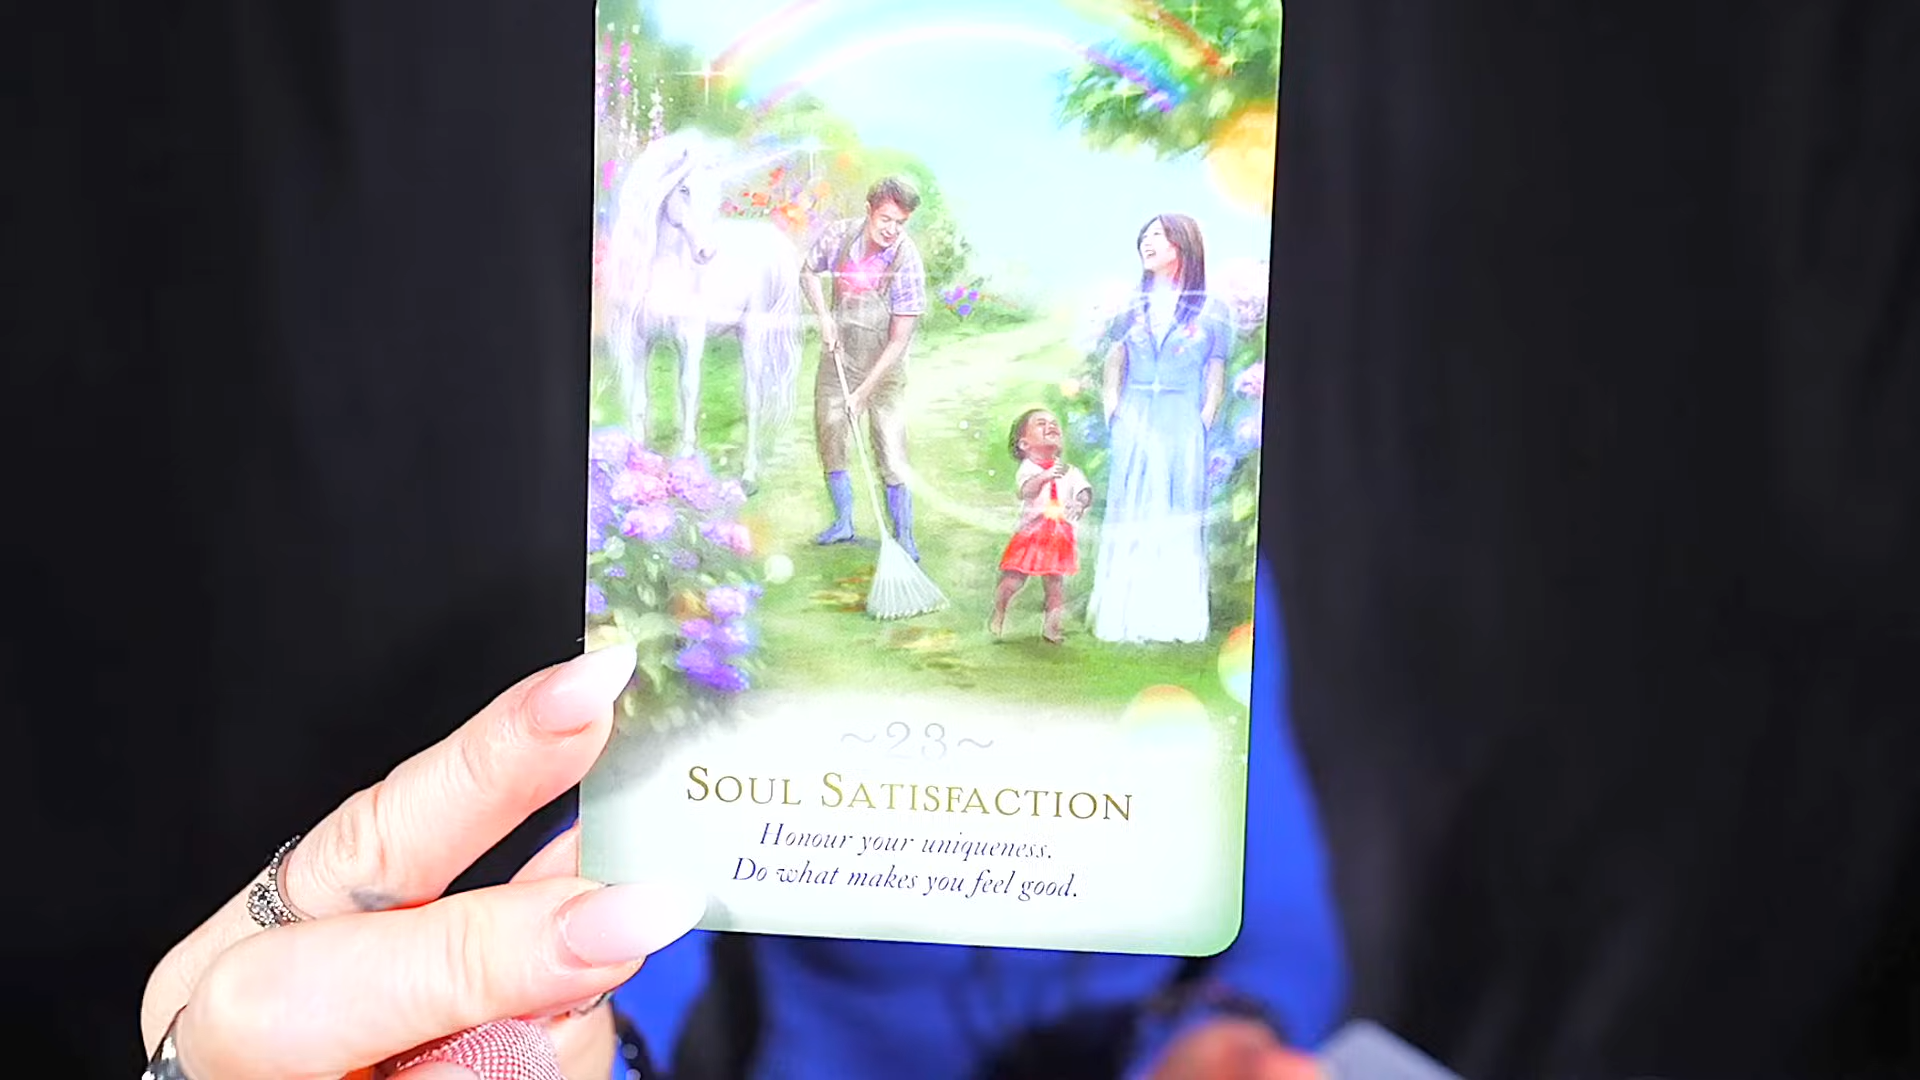 ~23~
SOUL SATISFACTION
Honour your uniqueness.
Do what makes you feel good.